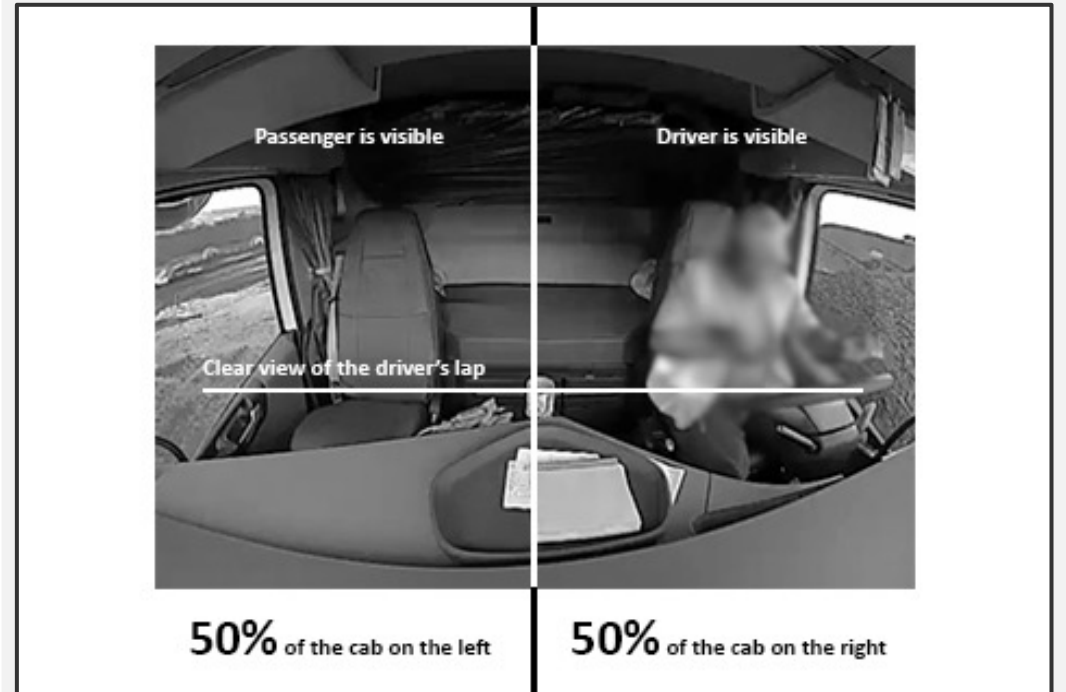 Passenger is visible
Driver is visible
Clear view of the driver's lap
50% of the cab on the left
50% of the cab on the right